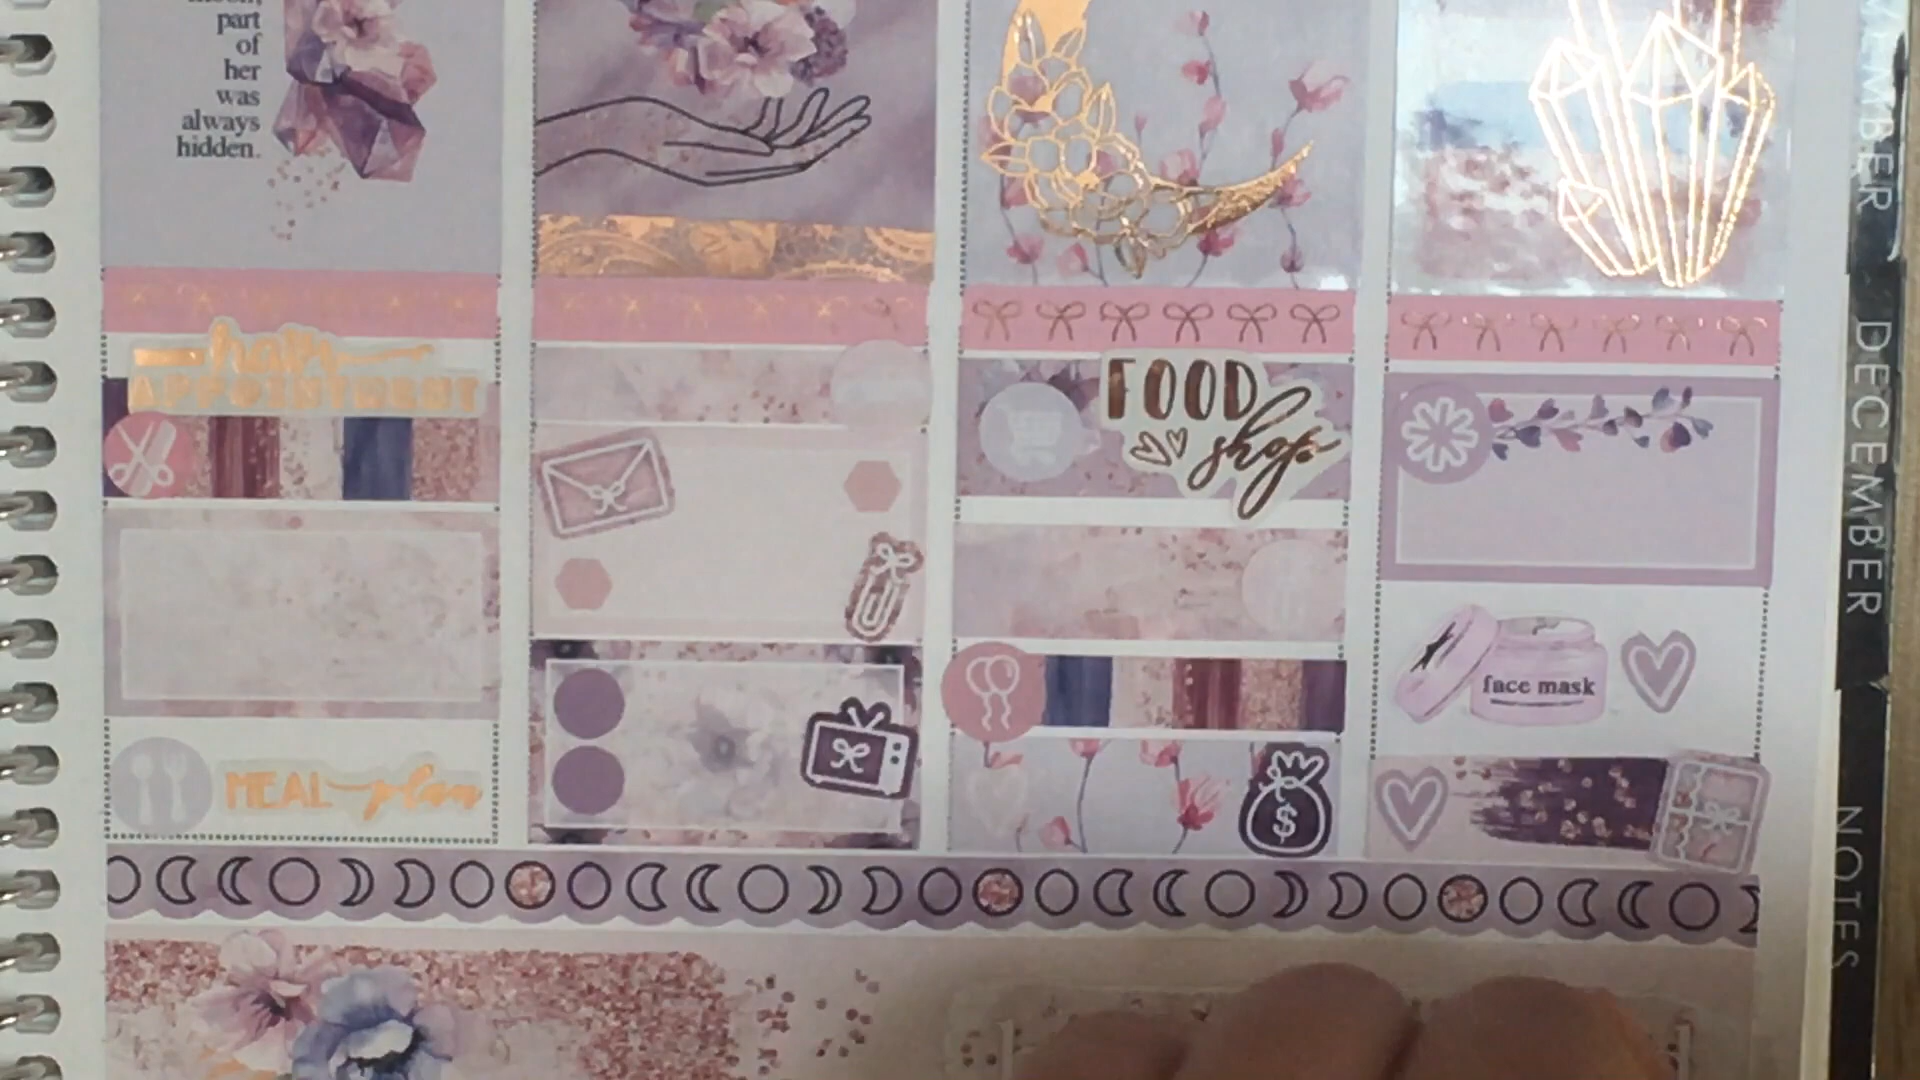 part
of
her
was
always
hidden.
hair
APPOINTMENT
FOOD
shop
face mask
MEAL plan
$
DECEMBER
NOTES